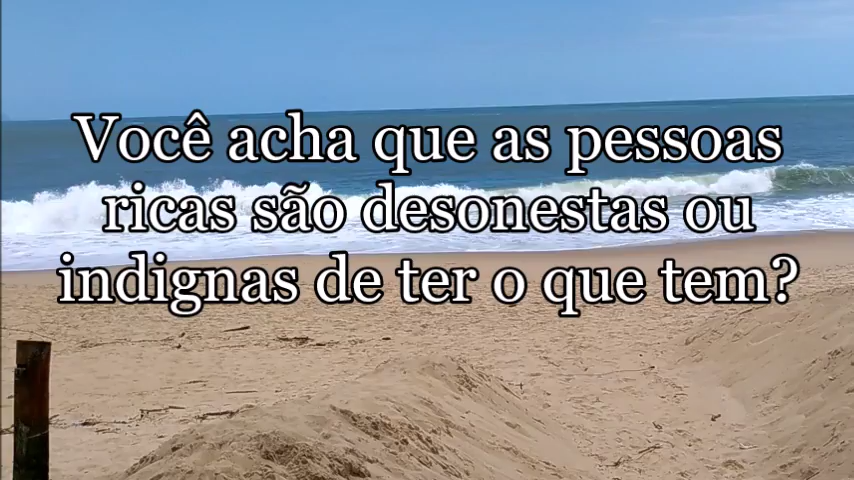 Você acha que as pessoas
ricas são desonestas ou
indignas de ter o que tem?